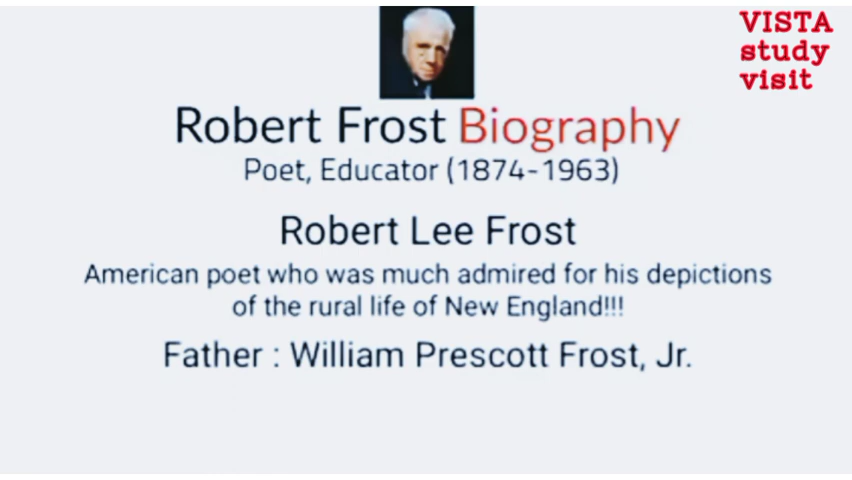 VISTA
study
visit
Robert Frost Biography
Poet, Educator (1874-1963)
Robert Lee Frost
American poet who was much admired for his depictions
of the rural life of New England!!!
Father : William Prescott Frost, Jr.